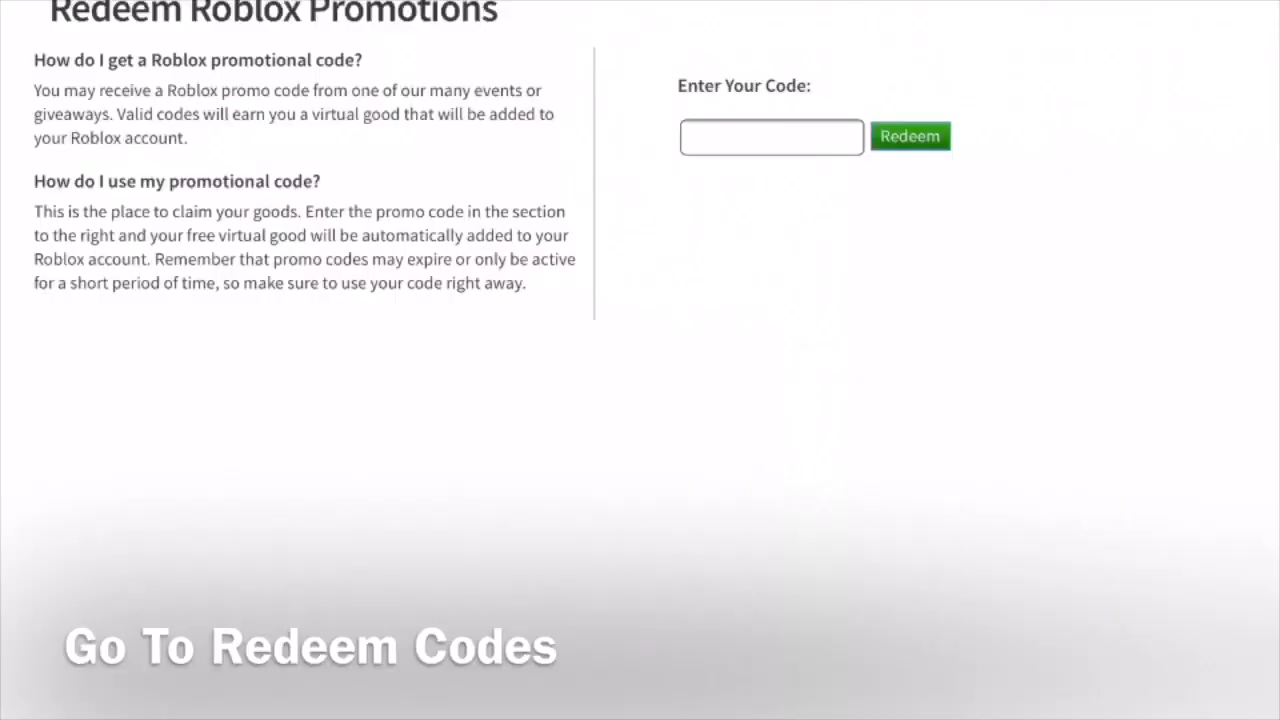 Redeem Roblox Promotions
How do I get a Roblox promotional code?
You may receive a Roblox promo code from one of our many events or
giveaways. Valid codes will earn you a virtual good that will be added to
your Roblox account.
How do I use my promotional code?
This is the place to claim your goods. Enter the promo code in the section
to the right and your free virtual good will be automatically added to your
Roblox account. Remember that promo codes may expire or only be active
for a short period of time, so make sure to use your code right away.
Enter Your Code:
Redeem
Go To Redeem Codes